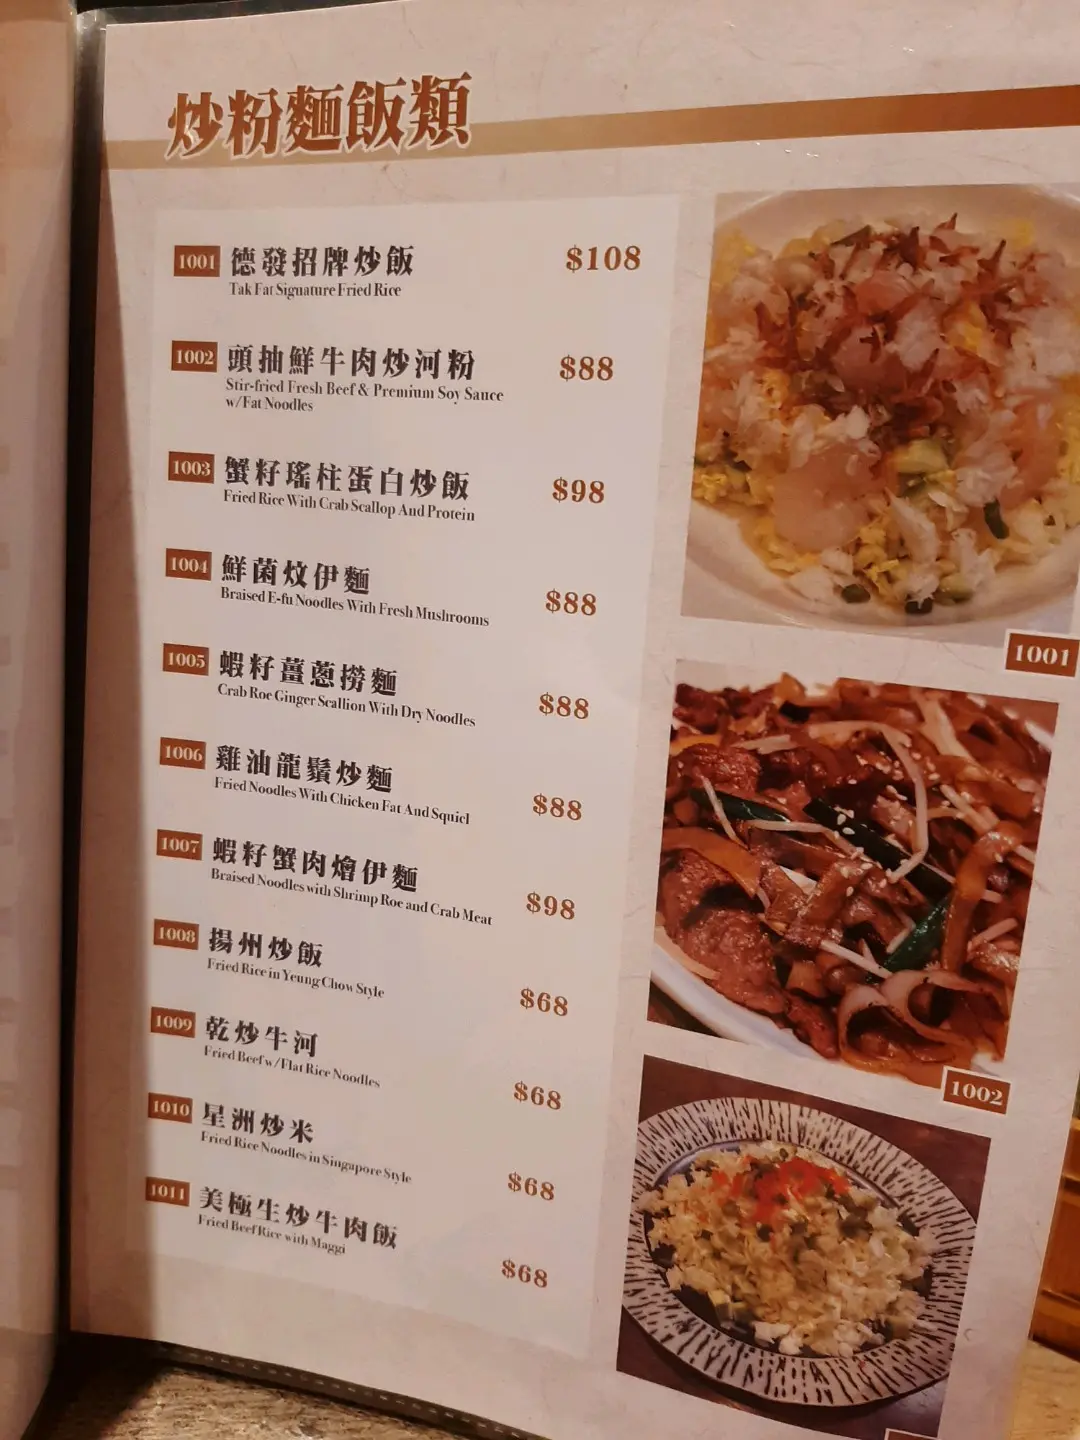 炒粉麵飯類
1001 德發招牌炒飯 $108
Tak Fat Signature Fried Rice
1002 頭抽鮮牛肉炒河粉 $88
Stir-fried Fresh Beef & Premium Soy Sauce
w/Fat Noodles
1003 蟹籽瑤柱蛋白炒飯 $98
Fried Rice With Crab Scallop And Protein
1004 鮮菌炆伊麵 $88
Braised E-fu Noodles With Fresh Mushrooms
1005 蝦籽薑蔥撈麵 $88
Crab Roe Ginger Scallion With Dry Noodles
1006 雞油龍鬚炒麵 $88
Fried Noodles With Chicken Fat And Squicl
1007 蝦籽蟹肉燴伊麵 $98
Braised Noodles with Shrimp Roe and Crab Meat
1008 揚州炒飯 $68
Fried Rice in Yeung Chow Style
1009 乾炒牛河 $68
Fried Beef w/Flat Rice Noodles
1010 星洲炒米 $68
Fried Rice Noodles in Singapore Style
1011 美極生炒牛肉飯 $68
Fried Beef Rice with Maggi
1001
1002